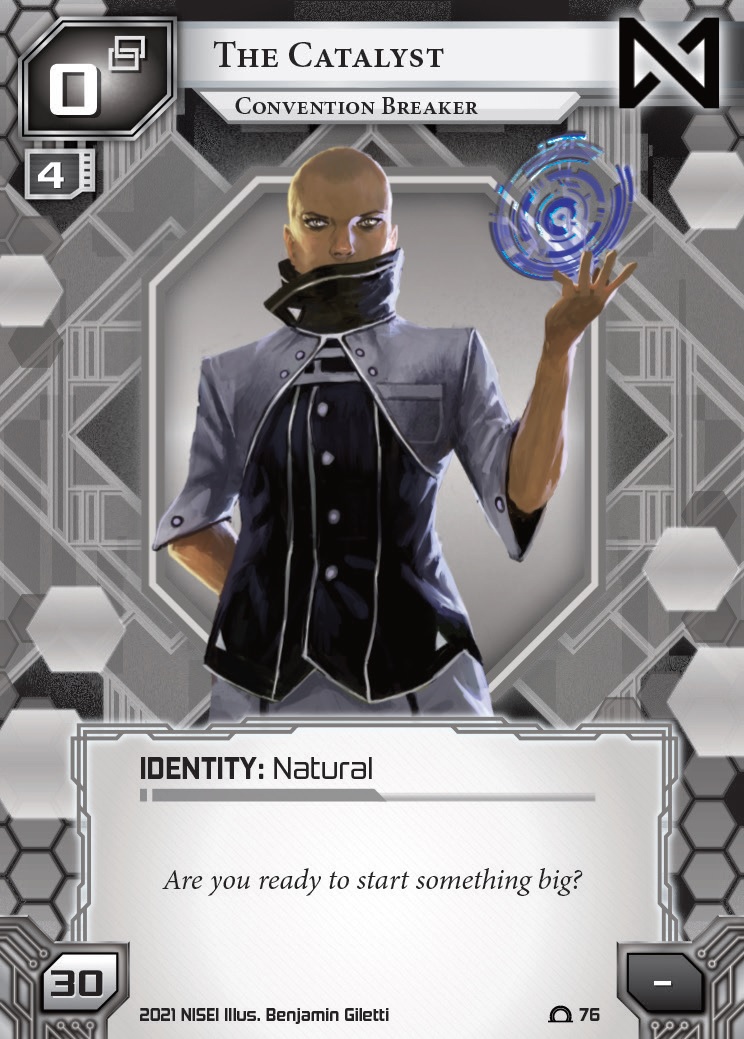 0
The Catalyst
Convention Breaker
4
IDENTITY: Natural
Are you ready to start something big?
30
-
2021 NISEI Illus. Benjamin Giletti
76